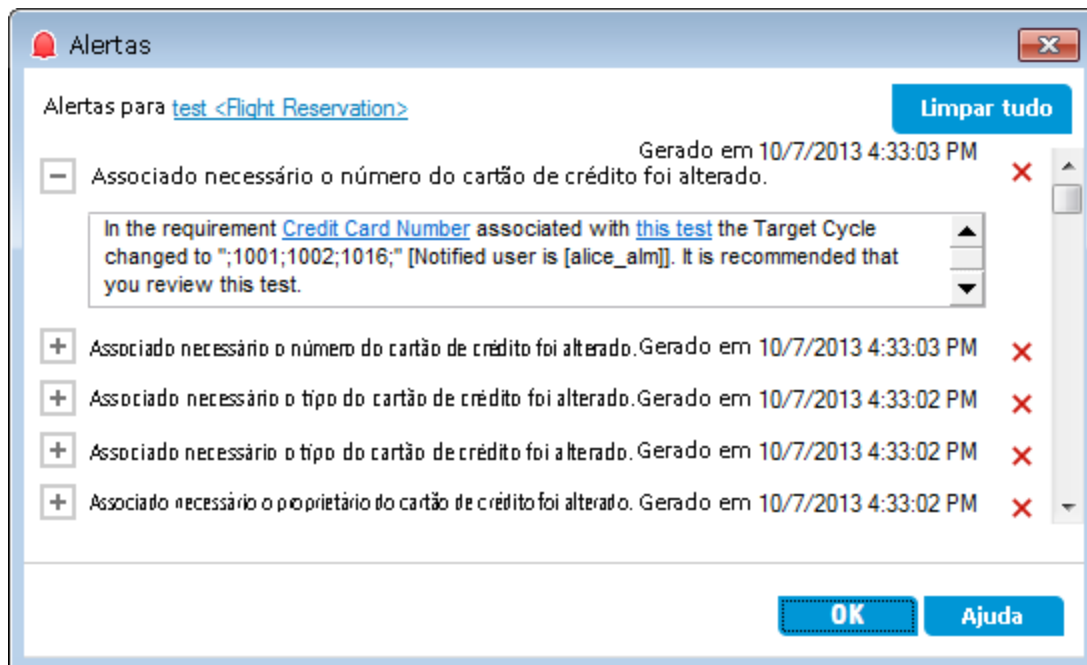 Alertas
Alertas para test <Flight Reservation>
Limpar tudo
Gerado em 10/7/2013 4:33:03 PM
Associado necessário o número do cartão de crédito foi alterado.
In the requirement Credit Card Number associated with this test the Target Cycle
changed to ";1001;1002;1016;" [Notified user is [alice_alm]]. It is recommended that
you review this test.
Associado necessário o número do cartão de crédito foi alterado. Gerado em 10/7/2013 4:33:03 PM
Associado necessário o tipo do cartão de crédito foi alterado. Gerado em 10/7/2013 4:33:02 PM
Associado necessário o tipo do cartão de crédito foi alterado. Gerado em 10/7/2013 4:33:02 PM
Associado necessário o proprietário do cartão de crédito foi alterado. Gerado em 10/7/2013 4:33:02 PM
OK
Ajuda